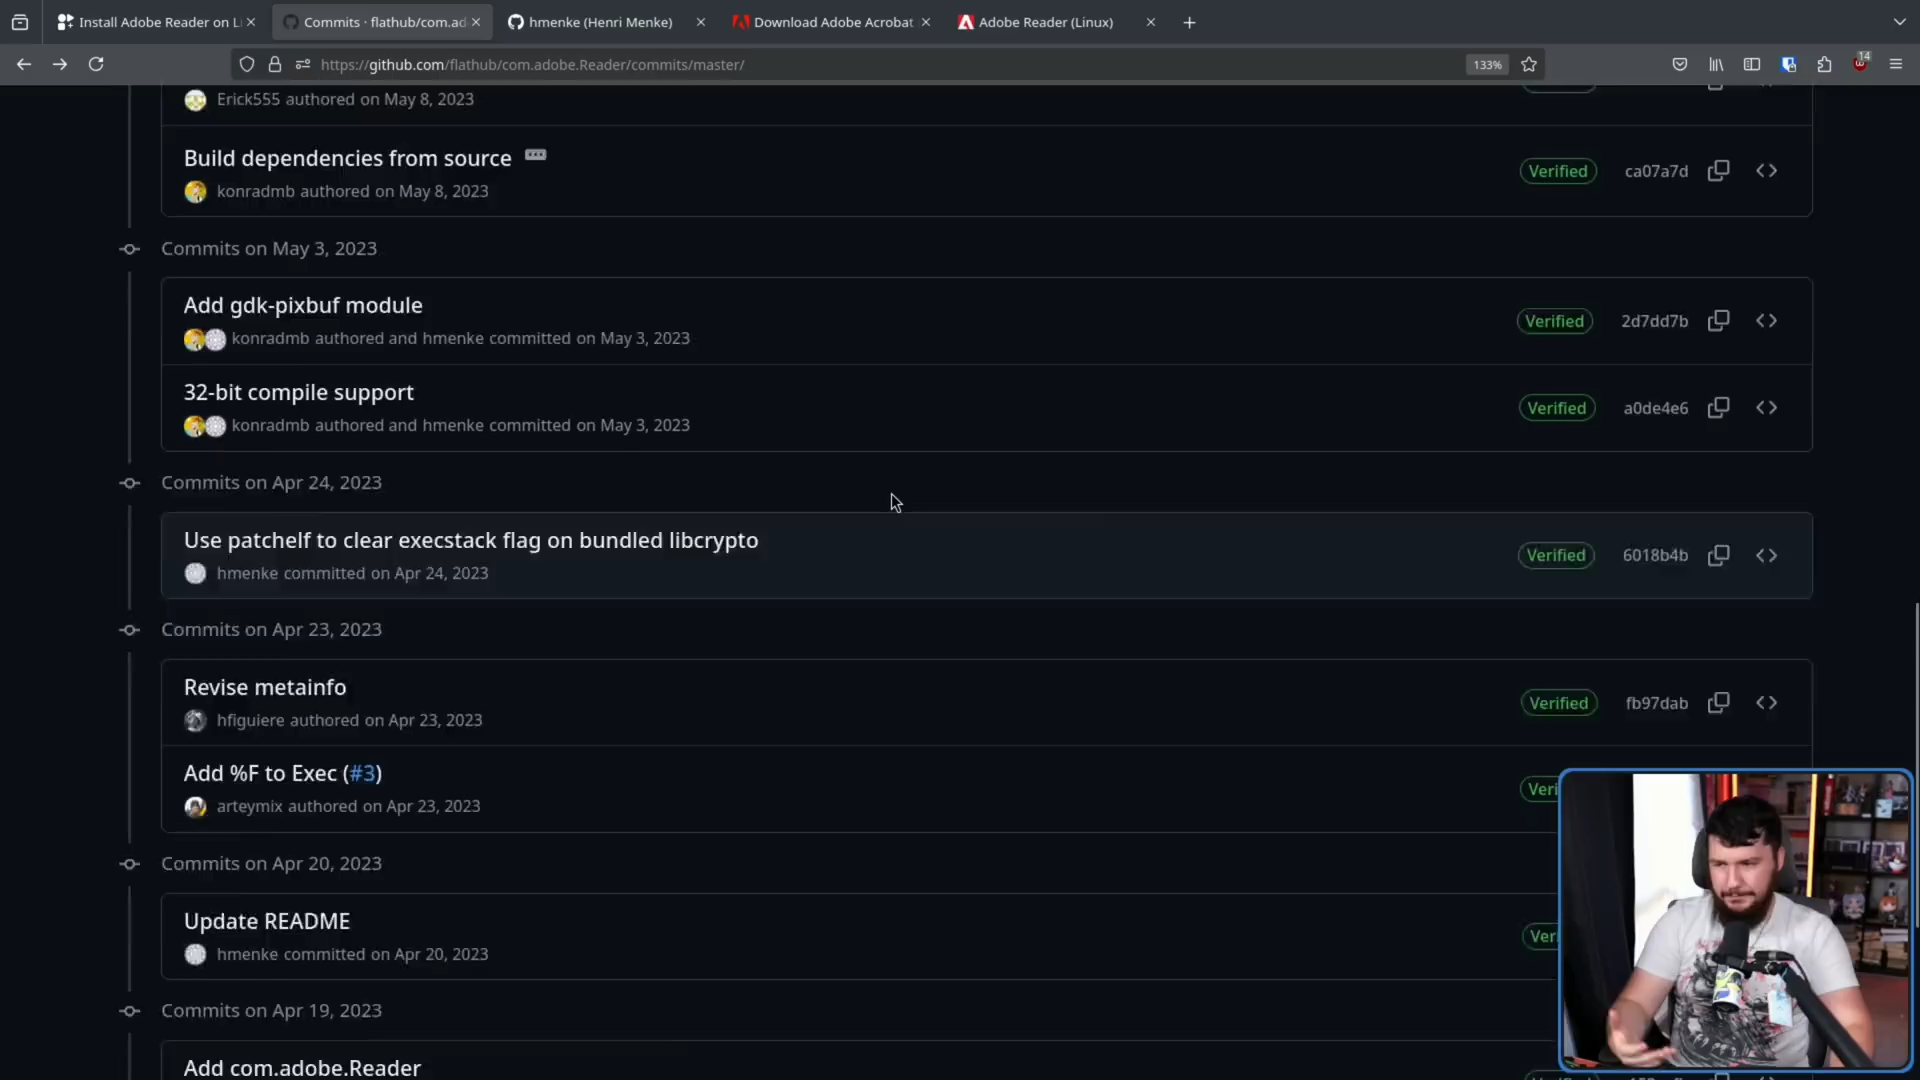 Install Adobe Reader on Li
Commits · flathub/com.ad
hmenke (Henri Menke)
Download Adobe Acrobat
Adobe Reader (Linux)
https://github.com/flathub/com.adobe.Reader/commits/master/
133%
14
Erick555 authored on May 8, 2023
Build dependencies from source
konradmb authored on May 8, 2023
Verified
ca07a7d
Commits on May 3, 2023
Add gdk-pixbuf module
konradmb authored and hmenke committed on May 3, 2023
Verified
2d7dd7b
32-bit compile support
konradmb authored and hmenke committed on May 3, 2023
Verified
a0de4e6
Commits on Apr 24, 2023
Use patchelf to clear execstack flag on bundled libcrypto
hmenke committed on Apr 24, 2023
Verified
6018b4b
Commits on Apr 23, 2023
Revise metainfo
hfiguiere authored on Apr 23, 2023
Verified
fb97dab
Add %F to Exec (#3)
arteymix authored on Apr 23, 2023
Veri
Commits on Apr 20, 2023
Update README
hmenke committed on Apr 20, 2023
Ver
Commits on Apr 19, 2023
Add com.adobe.Reader